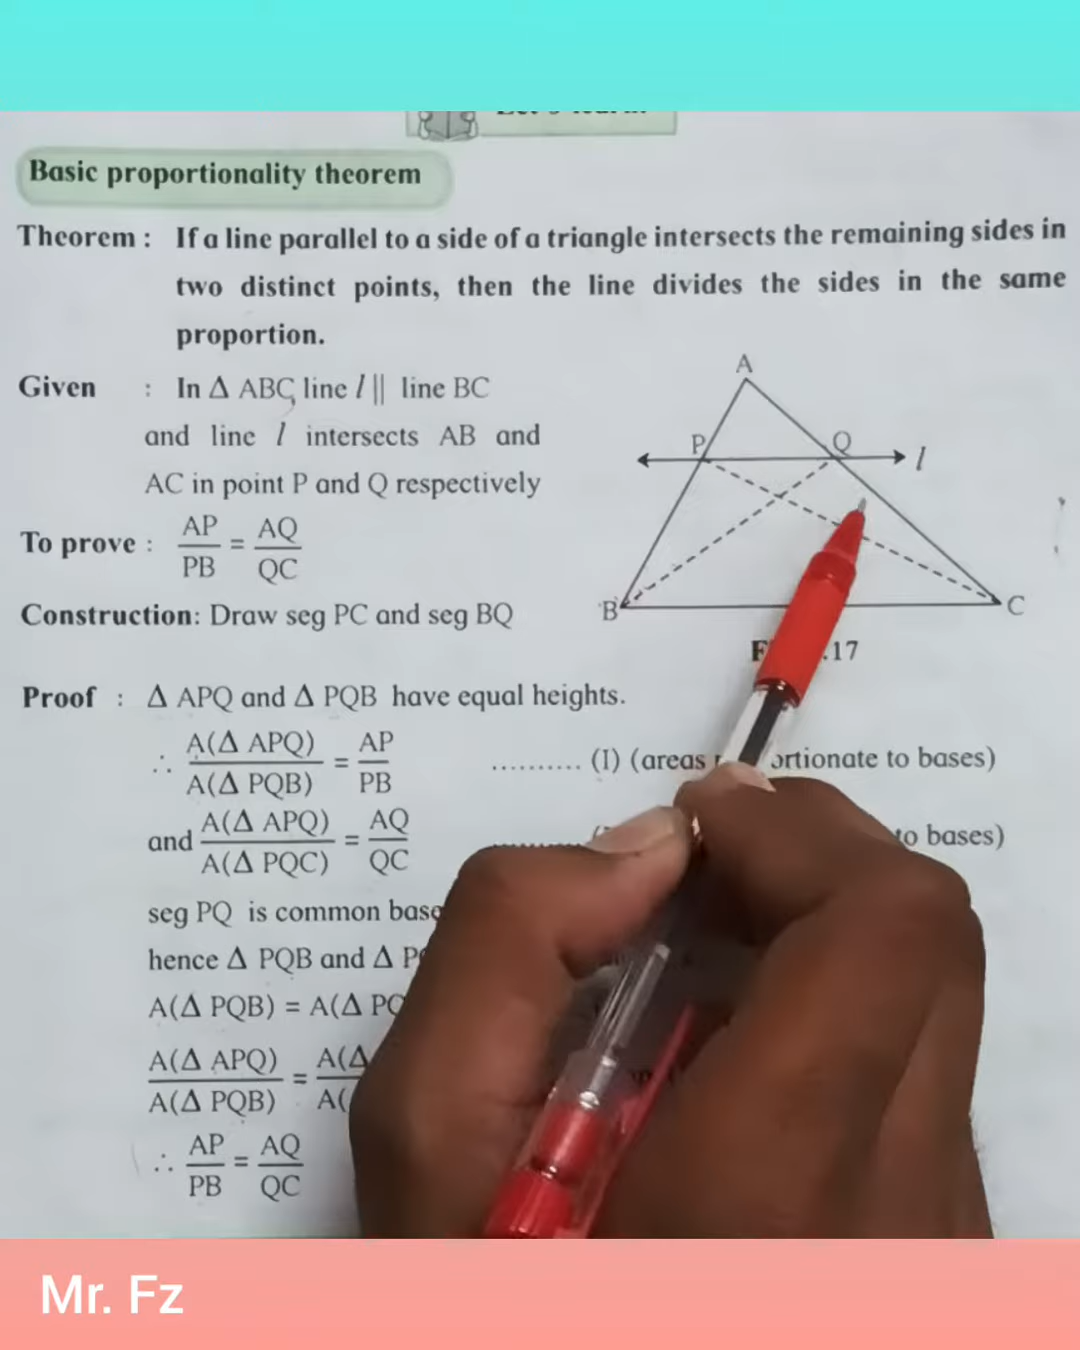 Basic proportionality theorem
Theorem : If a line parallel to a side of a triangle intersects the remaining sides in
two distinct points, then the line divides the sides in the same
proportion.
Given : In Δ ABC, line l || line BC
and line l intersects AB and
AC in point P and Q respectively
To prove : AP/PB = AQ/QC
Construction: Draw seg PC and seg BQ
A
P
Q
l
B
C
.17
Proof : Δ APQ and Δ PQB have equal heights.
∴ A(Δ APQ)/A(Δ PQB) = AP/PB .......... (I) (areas bases)
and A(Δ APQ)/A(Δ PQC) = AQ/QC to bases)
seg PQ is common base
hence Δ PQB and Δ
A(Δ PQB) = A(Δ
A(Δ APQ)/A(Δ PQB) = A(Δ / A(
∴ AP/PB = AQ/QC
Mr. Fz